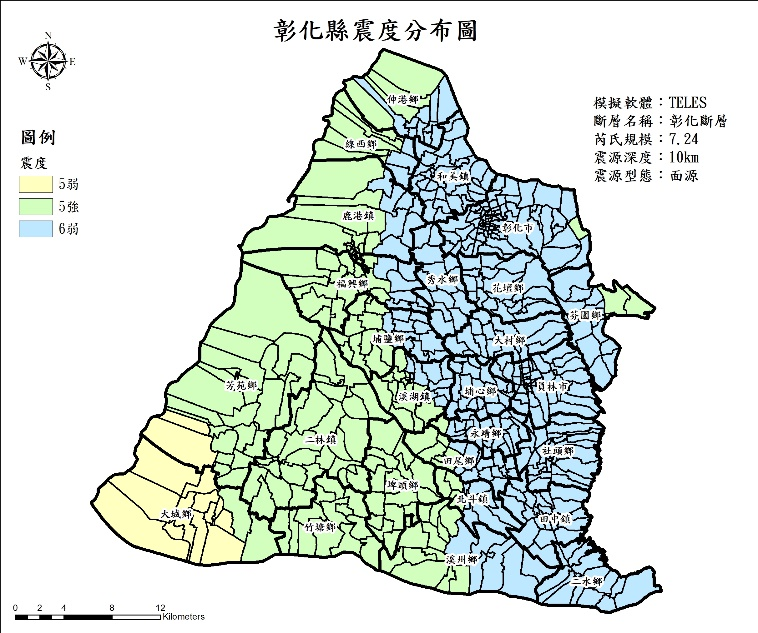 彰化縣震度分布圖
N
W E
S
模擬軟體：TELES
斷層名稱：彰化斷層
芮氏規模：7.24
震源深度：10km
震源型態：面源
圖例
震度
5弱
5強
6弱
伸港鄉
線西鄉
和美鎮
鹿港鎮
彰化市
福興鄉
秀水鄉
花壇鄉
芬園鄉
埔鹽鄉
大村鄉
芳苑鄉
溪湖鎮
埔心鄉
員林市
二林鎮
永靖鄉
社頭鄉
田尾鄉
埤頭鄉
北斗鎮
大城鄉
竹塘鄉
田中鎮
溪州鄉
二水鄉
0 2 4 8 12
Kilometers